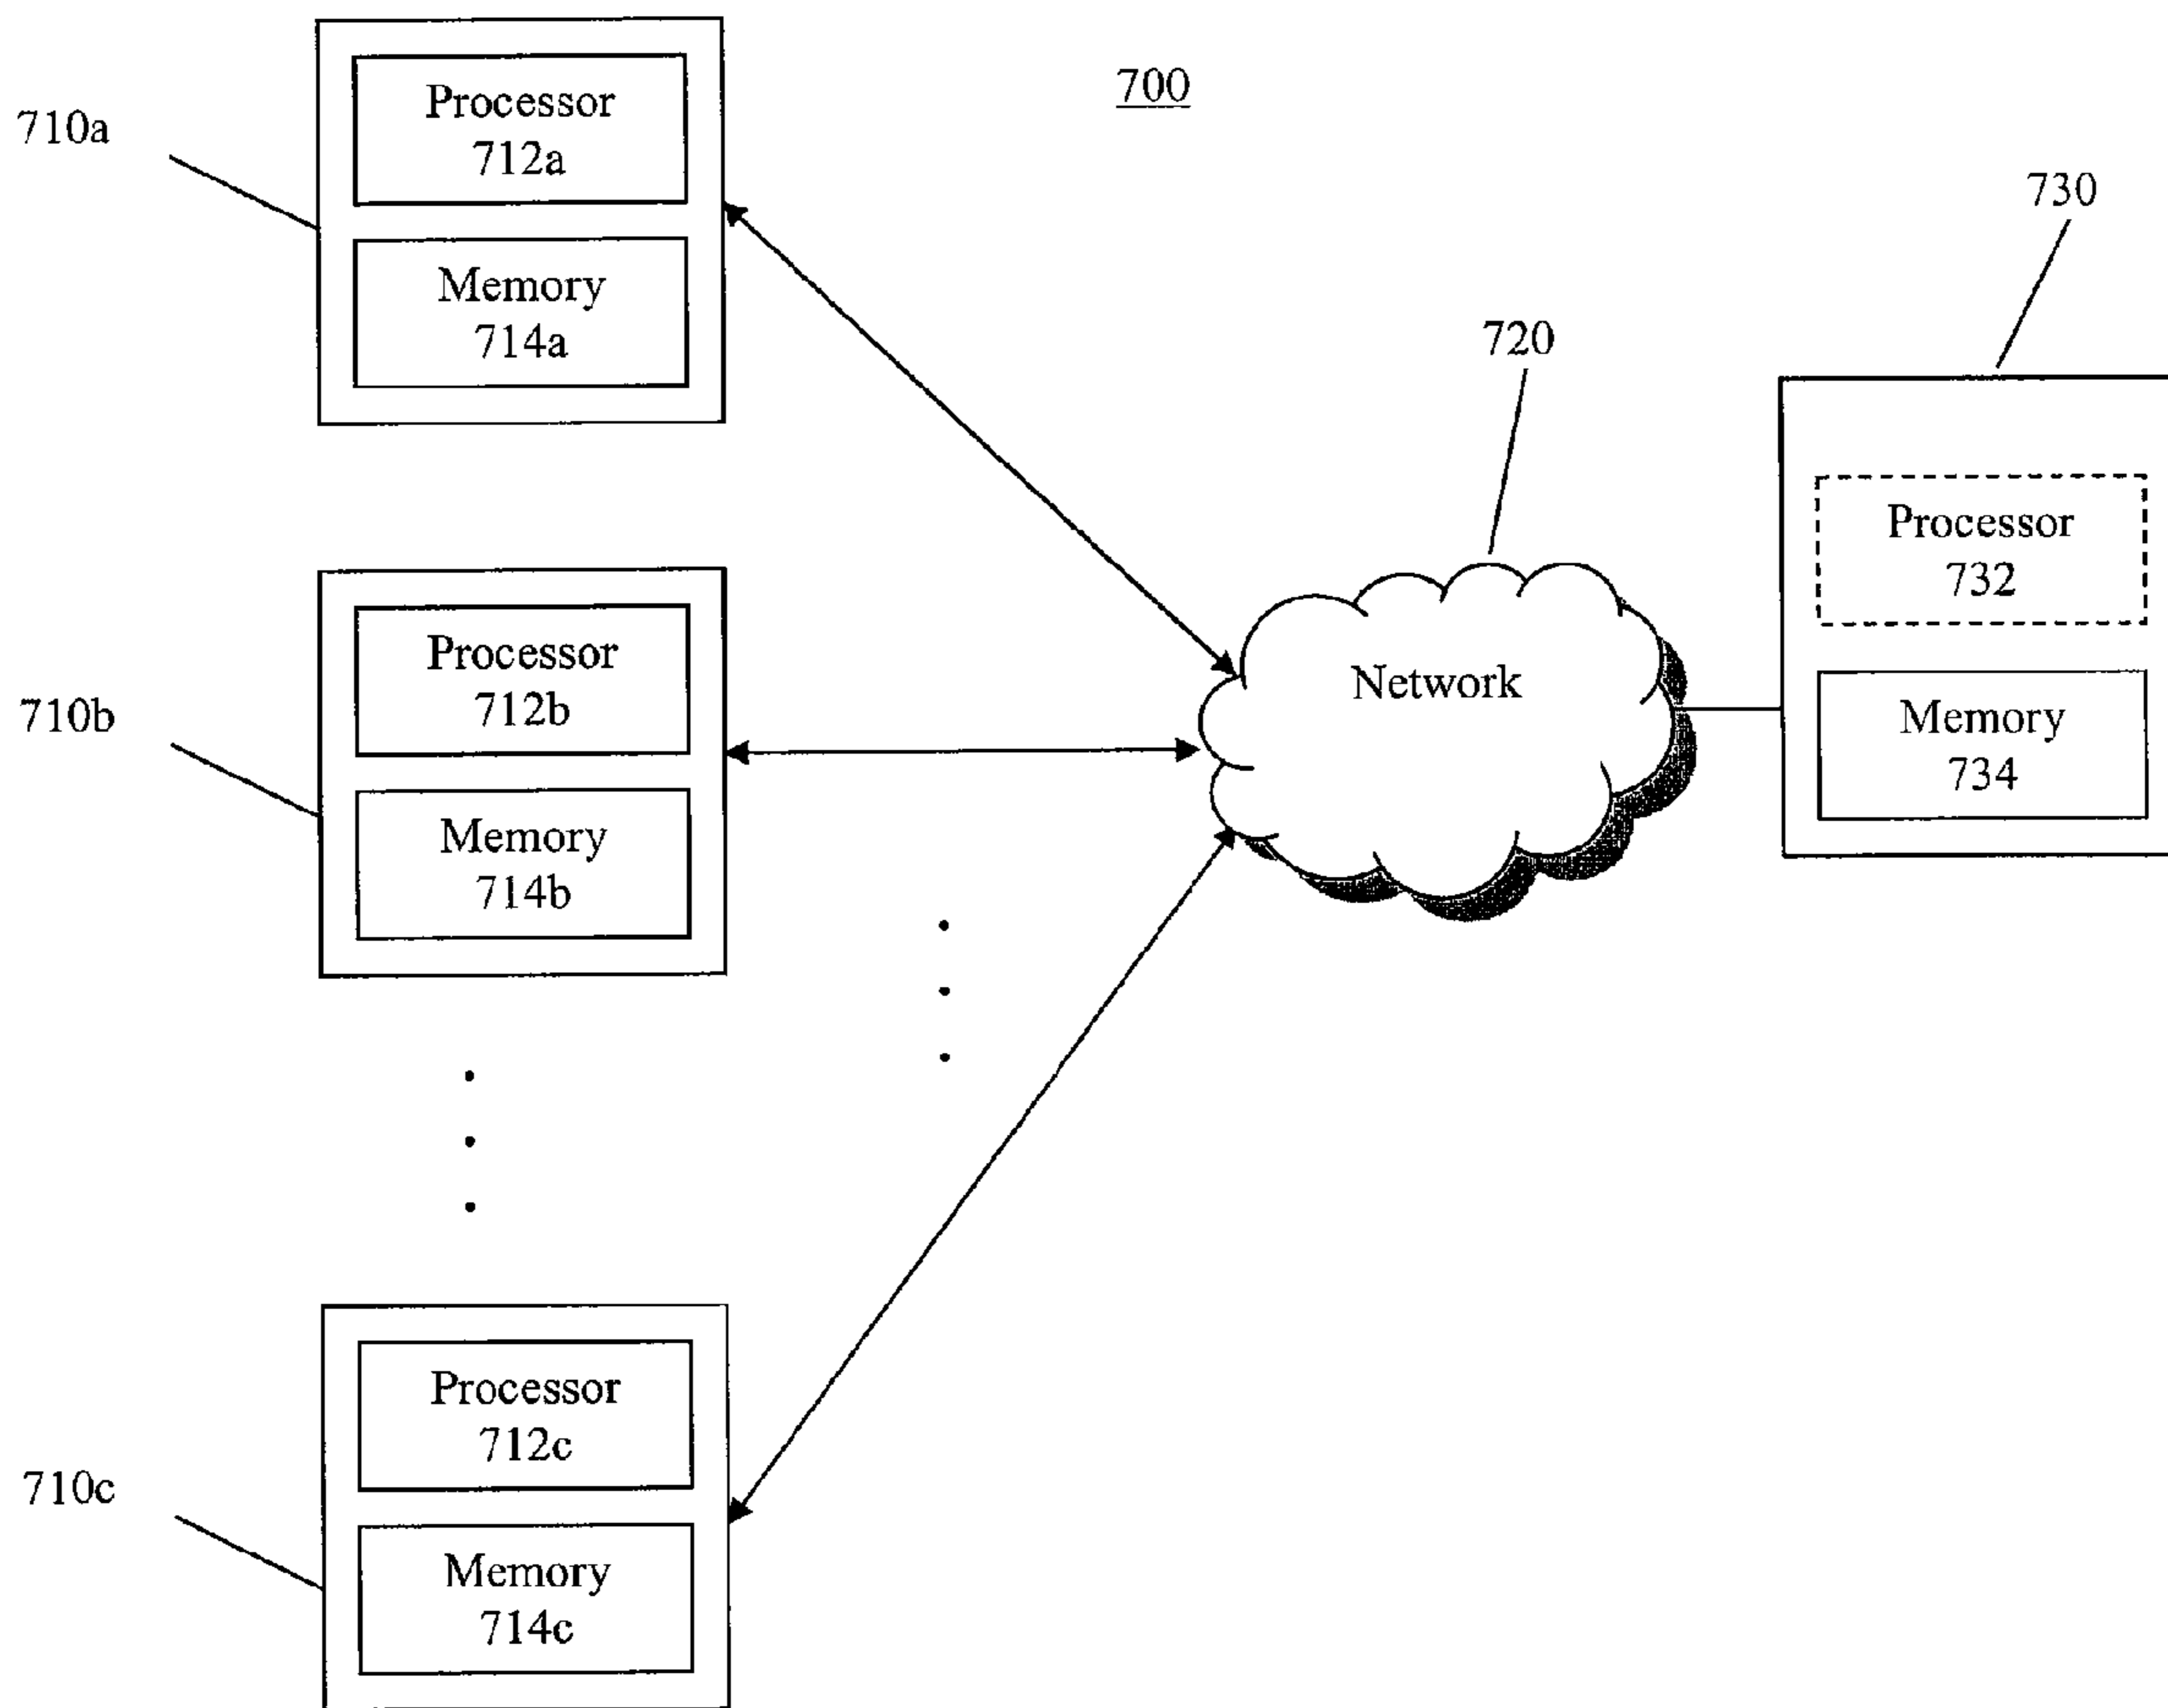 700
710a
Processor
712a
Memory
714a
730
720
Processor
732
Memory
734
Network
710b
Processor
712b
Memory
714b
710c
Processor
712c
Memory
714c